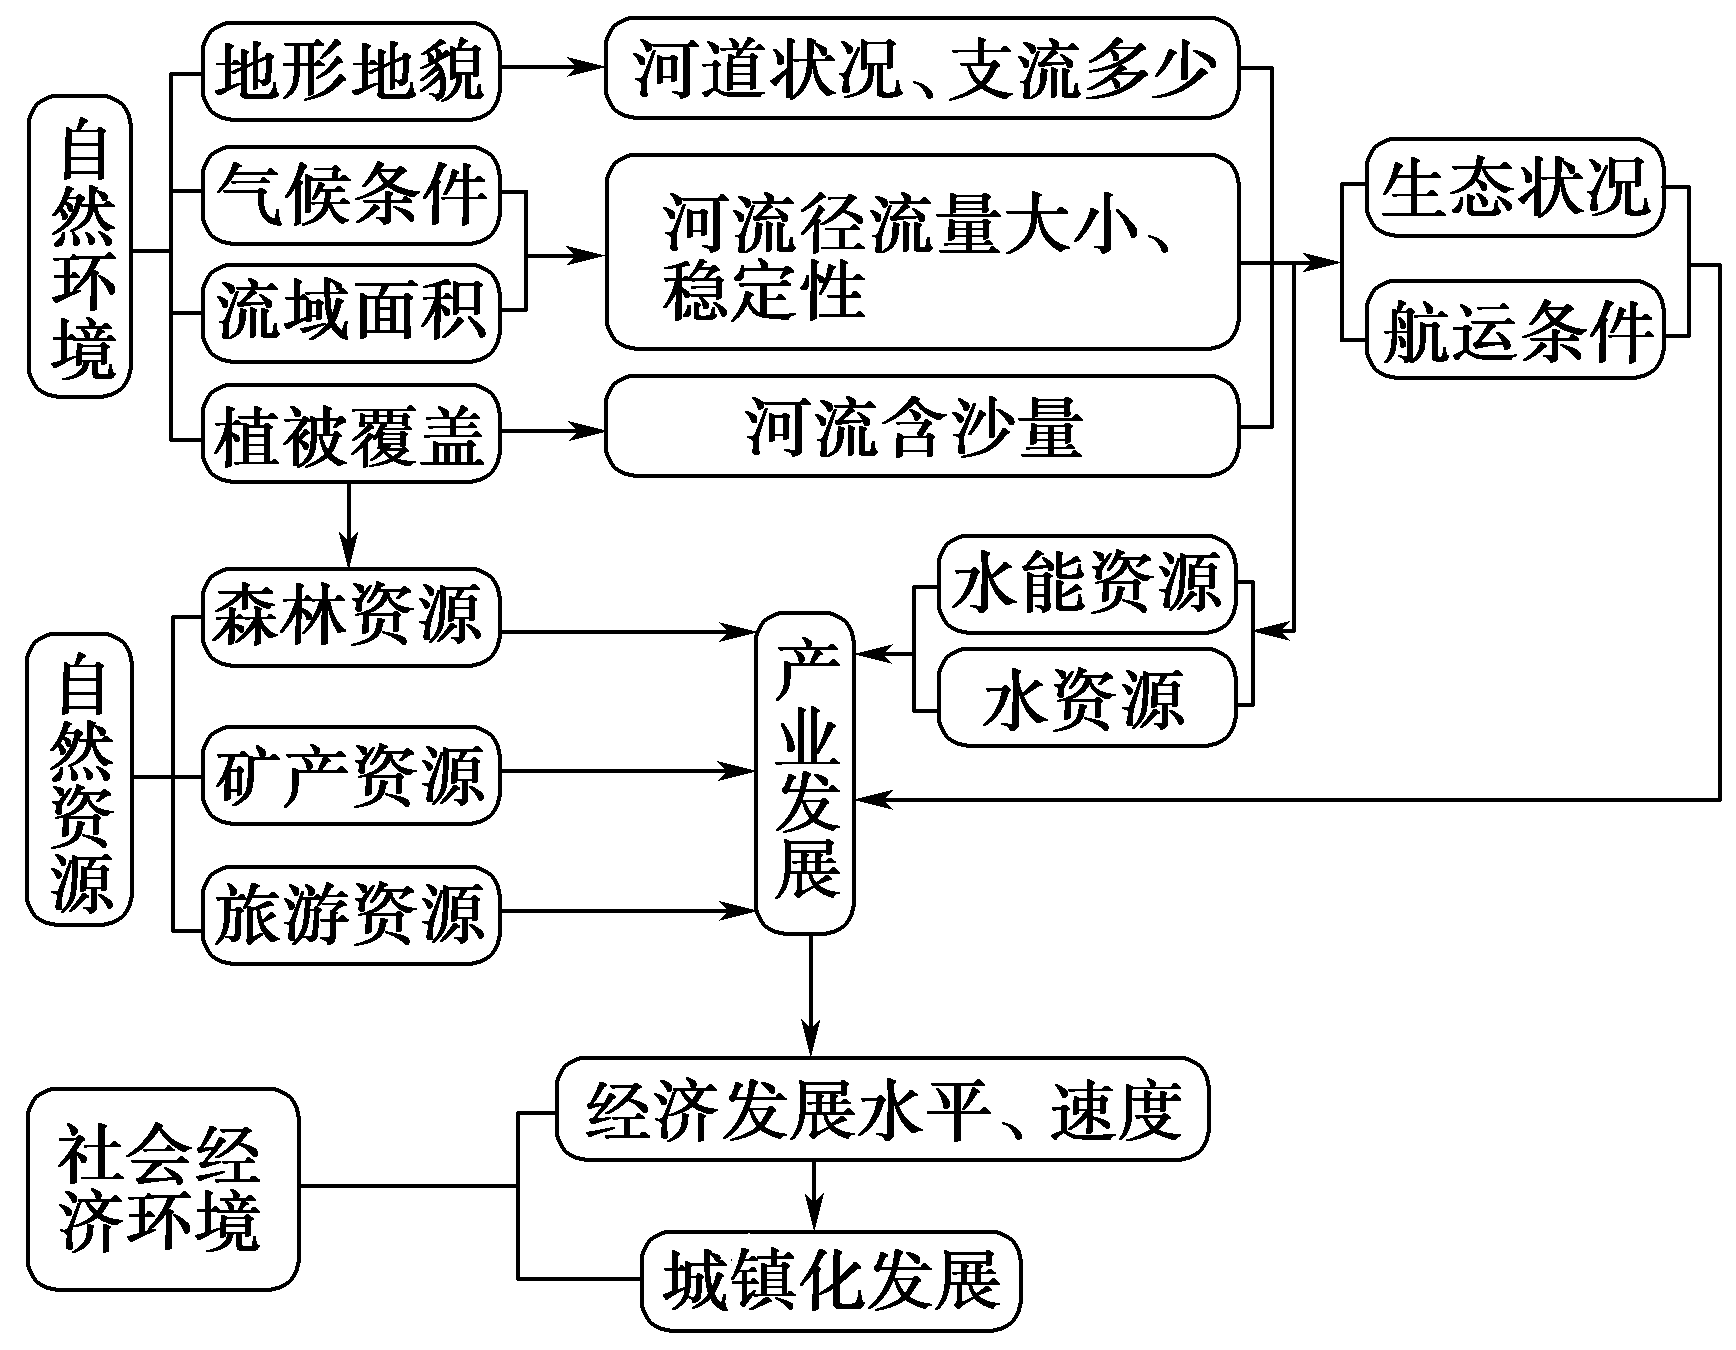 自然环境
地形地貌
河道状况、支流多少
气候条件
流域面积
河流径流量大小、
稳定性
植被覆盖
河流含沙量
生态状况
航运条件
自然资源
森林资源
矿产资源
旅游资源
产业发展
水能资源
水资源
社会经
济环境
经济发展水平、速度
城镇化发展